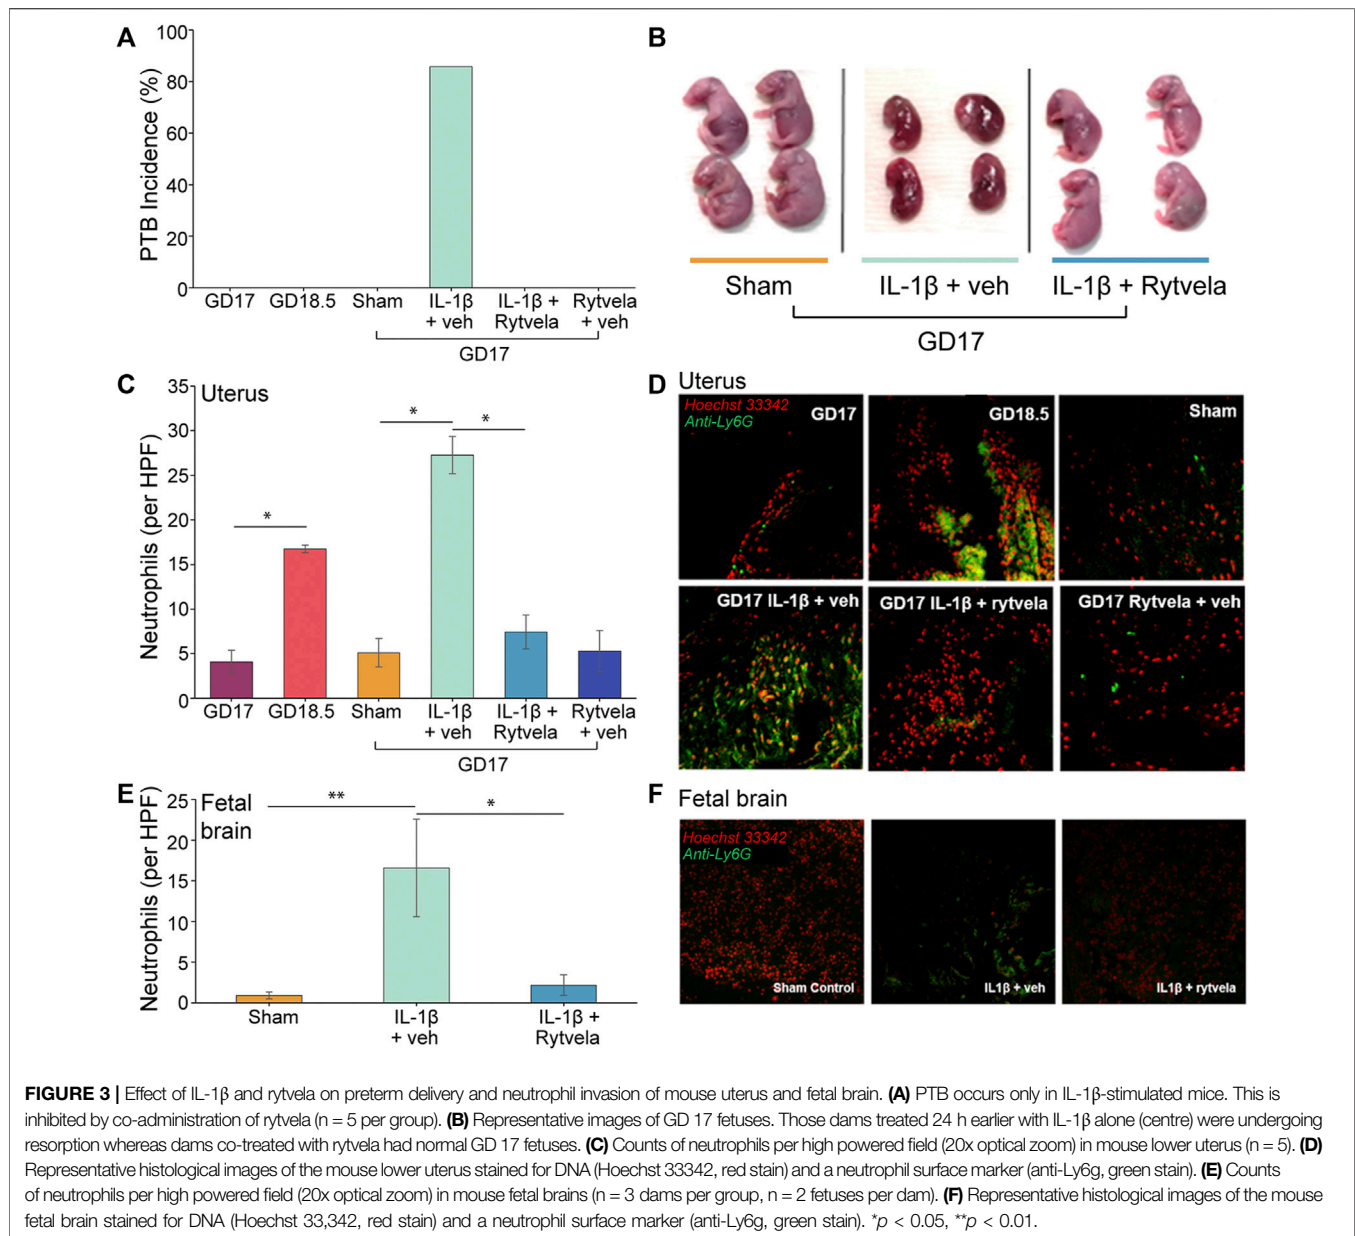 A
PTB Incidence (%)
100
80
60
40
20
0
GD17
GD18.5
Sham
IL-1β
+ veh
IL-1β +
Rytvela
Rytvela
+ veh
GD17
B
Sham
IL-1β + veh
IL-1β + Rytvela
GD17
C
Uterus
Neutrophils (per HPF)
35
30
25
20
15
10
5
0
*
*
*
GD17
GD18.5
Sham
IL-1β
+ veh
IL-1β +
Rytvela
Rytvela
+ veh
GD17
D
Uterus
Hoechst 33342
Anti-Ly6G
GD17
GD18.5
Sham
GD17 IL-1β + veh
GD17 IL-1β + rytvela
GD17 Rytvela + veh
E
Fetal
brain
Neutrophils (per HPF)
25
20
15
10
5
0
**
*
Sham
IL-1β
+ veh
IL-1β +
Rytvela
F
Fetal brain
Hoechst 33342
Anti-Ly6G
Sham Control
IL1β + veh
IL1β + rytvela
FIGURE 3 | Effect of IL-1β and rytvela on preterm delivery and neutrophil invasion of mouse uterus and fetal brain. (A) PTB occurs only in IL-1β-stimulated mice. This is
inhibited by co-administration of rytvela (n = 5 per group). (B) Representative images of GD 17 fetuses. Those dams treated 24 h earlier with IL-1β alone (centre) were undergoing
resorption whereas dams co-treated with rytvela had normal GD 17 fetuses. (C) Counts of neutrophils per high powered field (20x optical zoom) in mouse lower uterus (n = 5). (D)
Representative histological images of the mouse lower uterus stained for DNA (Hoechst 33342, red stain) and a neutrophil surface marker (anti-Ly6g, green stain). (E) Counts
of neutrophils per high powered field (20x optical zoom) in mouse fetal brains (n = 3 dams per group, n = 2 fetuses per dam). (F) Representative histological images of the mouse
fetal brain stained for DNA (Hoechst 33,342, red stain) and a neutrophil surface marker (anti-Ly6g, green stain). *p < 0.05, **p < 0.01.